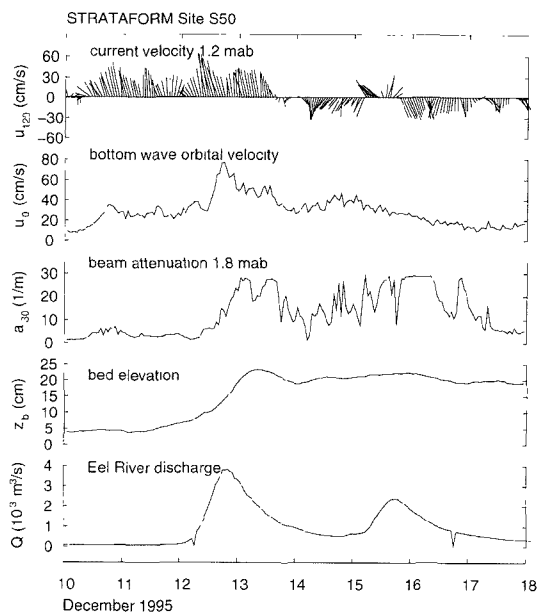 STRATAFORM Site S50
current velocity 1.2 mab
60
30
0
−30
−60
u120 (cm/s)
bottom wave orbital velocity
80
60
40
20
0
u0 (cm/s)
beam attenuation 1.8 mab
30
20
10
0
a30 (1/m)
bed elevation
25
20
15
10
5
0
zb (cm)
Eel River discharge
4
3
2
1
0
Q (10³ m³/s)
10 11 12 13 14 15 16 17 18
December 1995